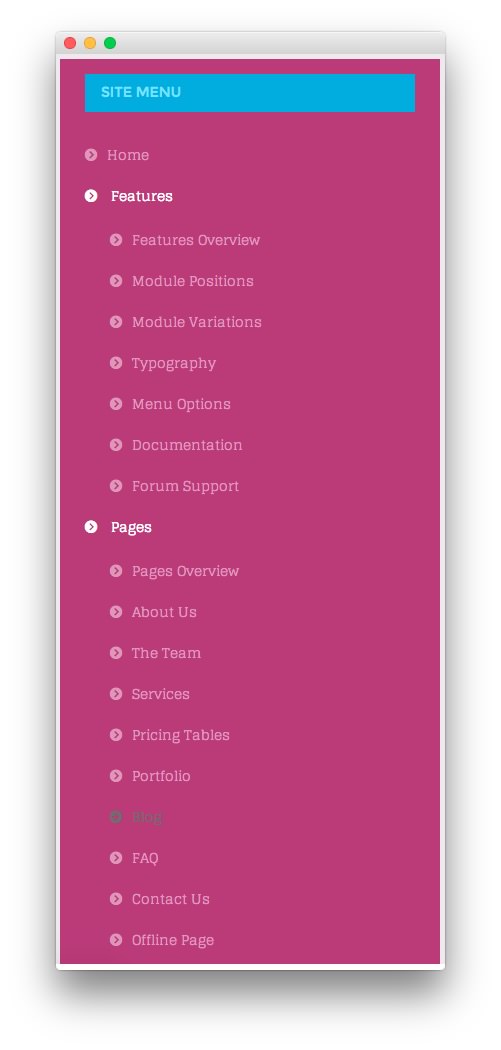 SITE MENU
Home
Features
Features Overview
Module Positions
Module Variations
Typography
Menu Options
Documentation
Forum Support
Pages
Pages Overview
About Us
The Team
Services
Pricing Tables
Portfolio
Blog
FAQ
Contact Us
Offline Page